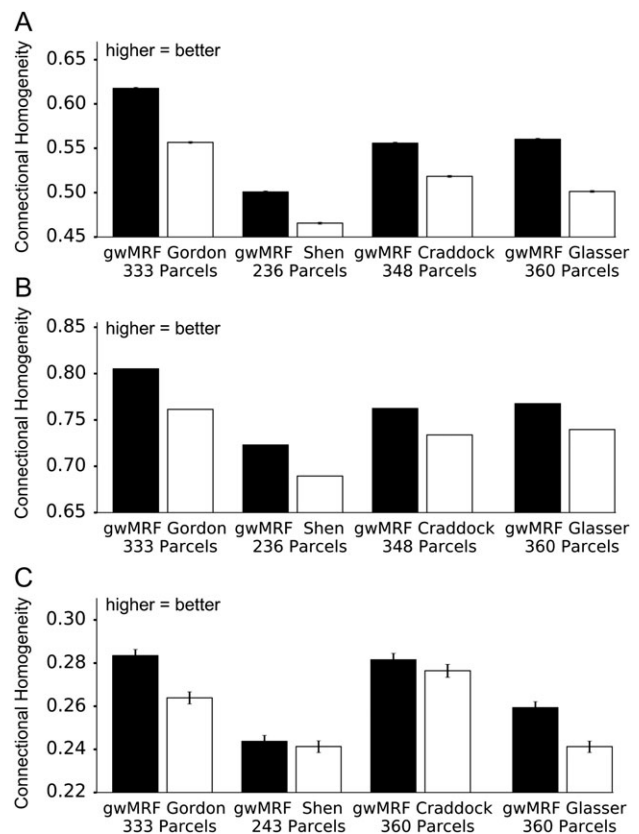 A
higher = better
Connectional Homogeneity
0.65
0.60
0.55
0.50
0.45
gwMRF Gordon gwMRF Shen gwMRF Craddock gwMRF Glasser
333 Parcels 236 Parcels 348 Parcels 360 Parcels
B
higher = better
Connectional Homogeneity
0.85
0.80
0.75
0.70
0.65
gwMRF Gordon gwMRF Shen gwMRF Craddock gwMRF Glasser
333 Parcels 236 Parcels 348 Parcels 360 Parcels
C
higher = better
Connectional Homogeneity
0.30
0.28
0.26
0.24
0.22
gwMRF Gordon gwMRF Shen gwMRF Craddock gwMRF Glasser
333 Parcels 243 Parcels 360 Parcels 360 Parcels